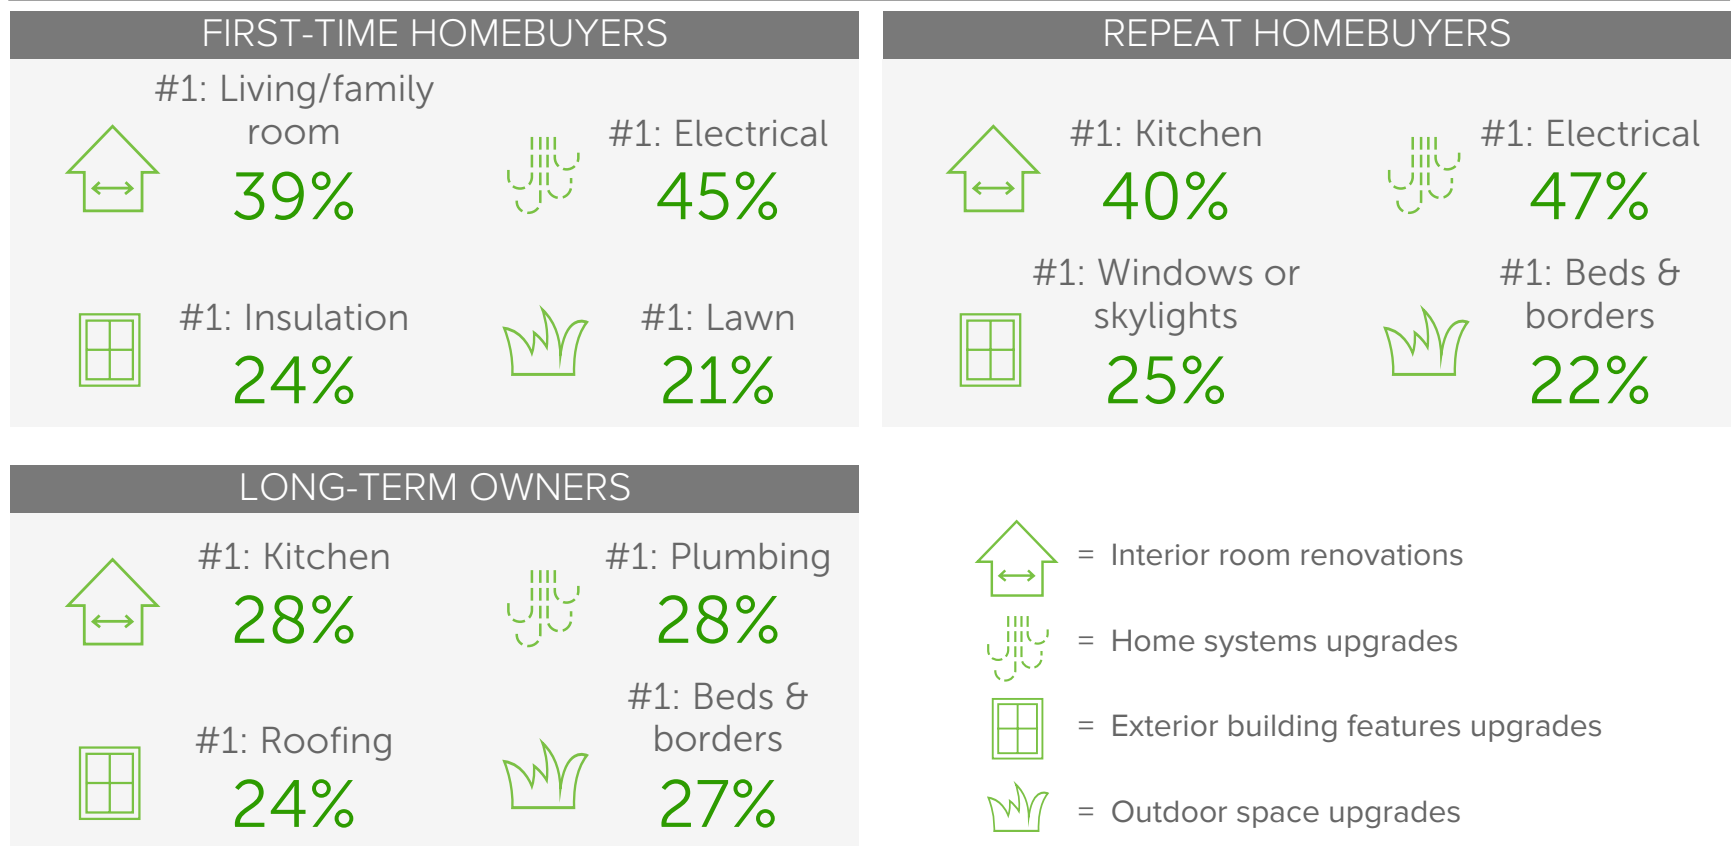 FIRST-TIME HOMEBUYERS
#1: Living/family
room
39%
#1: Electrical
45%
#1: Insulation
24%
#1: Lawn
21%
REPEAT HOMEBUYERS
#1: Kitchen
40%
#1: Electrical
47%
#1: Windows or
skylights
25%
#1: Beds &
borders
22%
LONG-TERM OWNERS
#1: Kitchen
28%
#1: Plumbing
28%
#1: Roofing
24%
#1: Beds &
borders
27%
= Interior room renovations
= Home systems upgrades
= Exterior building features upgrades
= Outdoor space upgrades